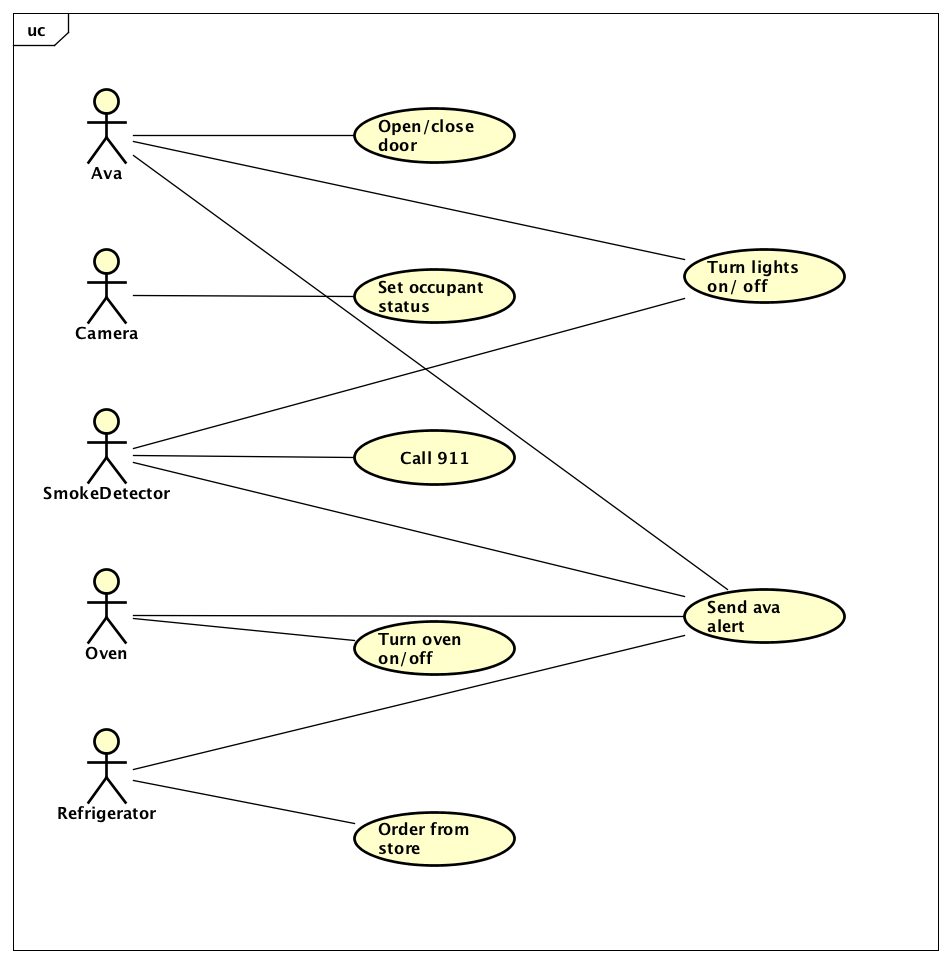 uc
Open/close
door
Ava
Turn lights
on/ off
Set occupant
status
Camera
Call 911
SmokeDetector
Send ava
alert
Turn oven
on/off
Oven
Refrigerator
Order from
store